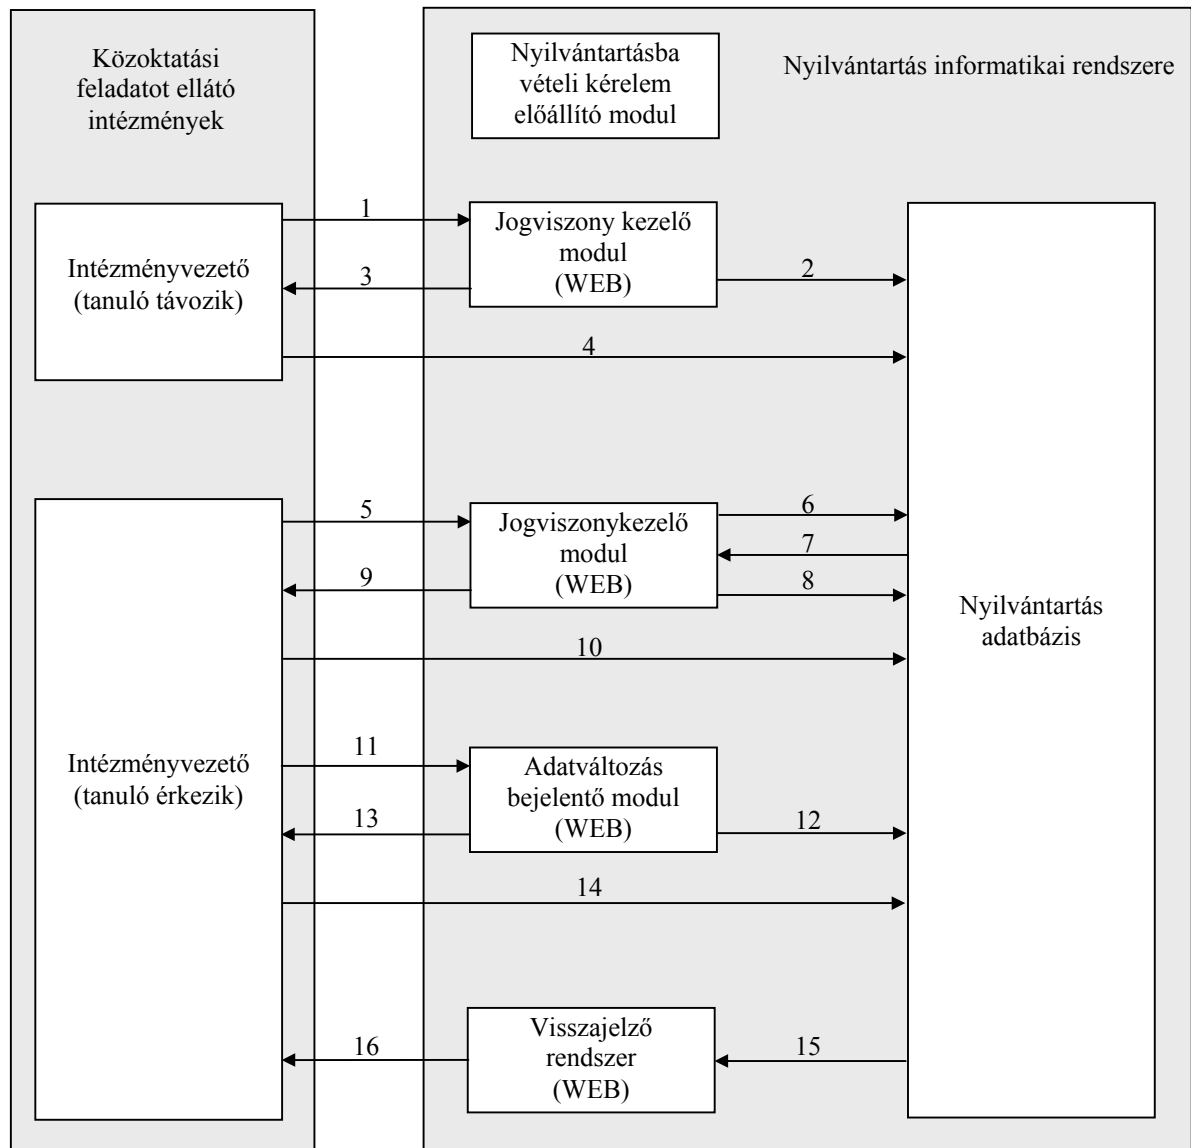 Közoktatási
feladatot ellátó
intézmények
Nyilvántartásba
vételi kérelem
előállító modul
Nyilvántartás informatikai rendszere
Intézményvezető
(tanuló távozik)
1
3
Jogviszony kezelő
modul
(WEB)
2
4
5
9
Jogviszonykezelő
modul
(WEB)
6
7
8
Nyilvántartás
adatbázis
10
Intézményvezető
(tanuló érkezik)
11
13
Adatváltozás
bejelentő modul
(WEB)
12
14
16
Visszajelző
rendszer
(WEB)
15